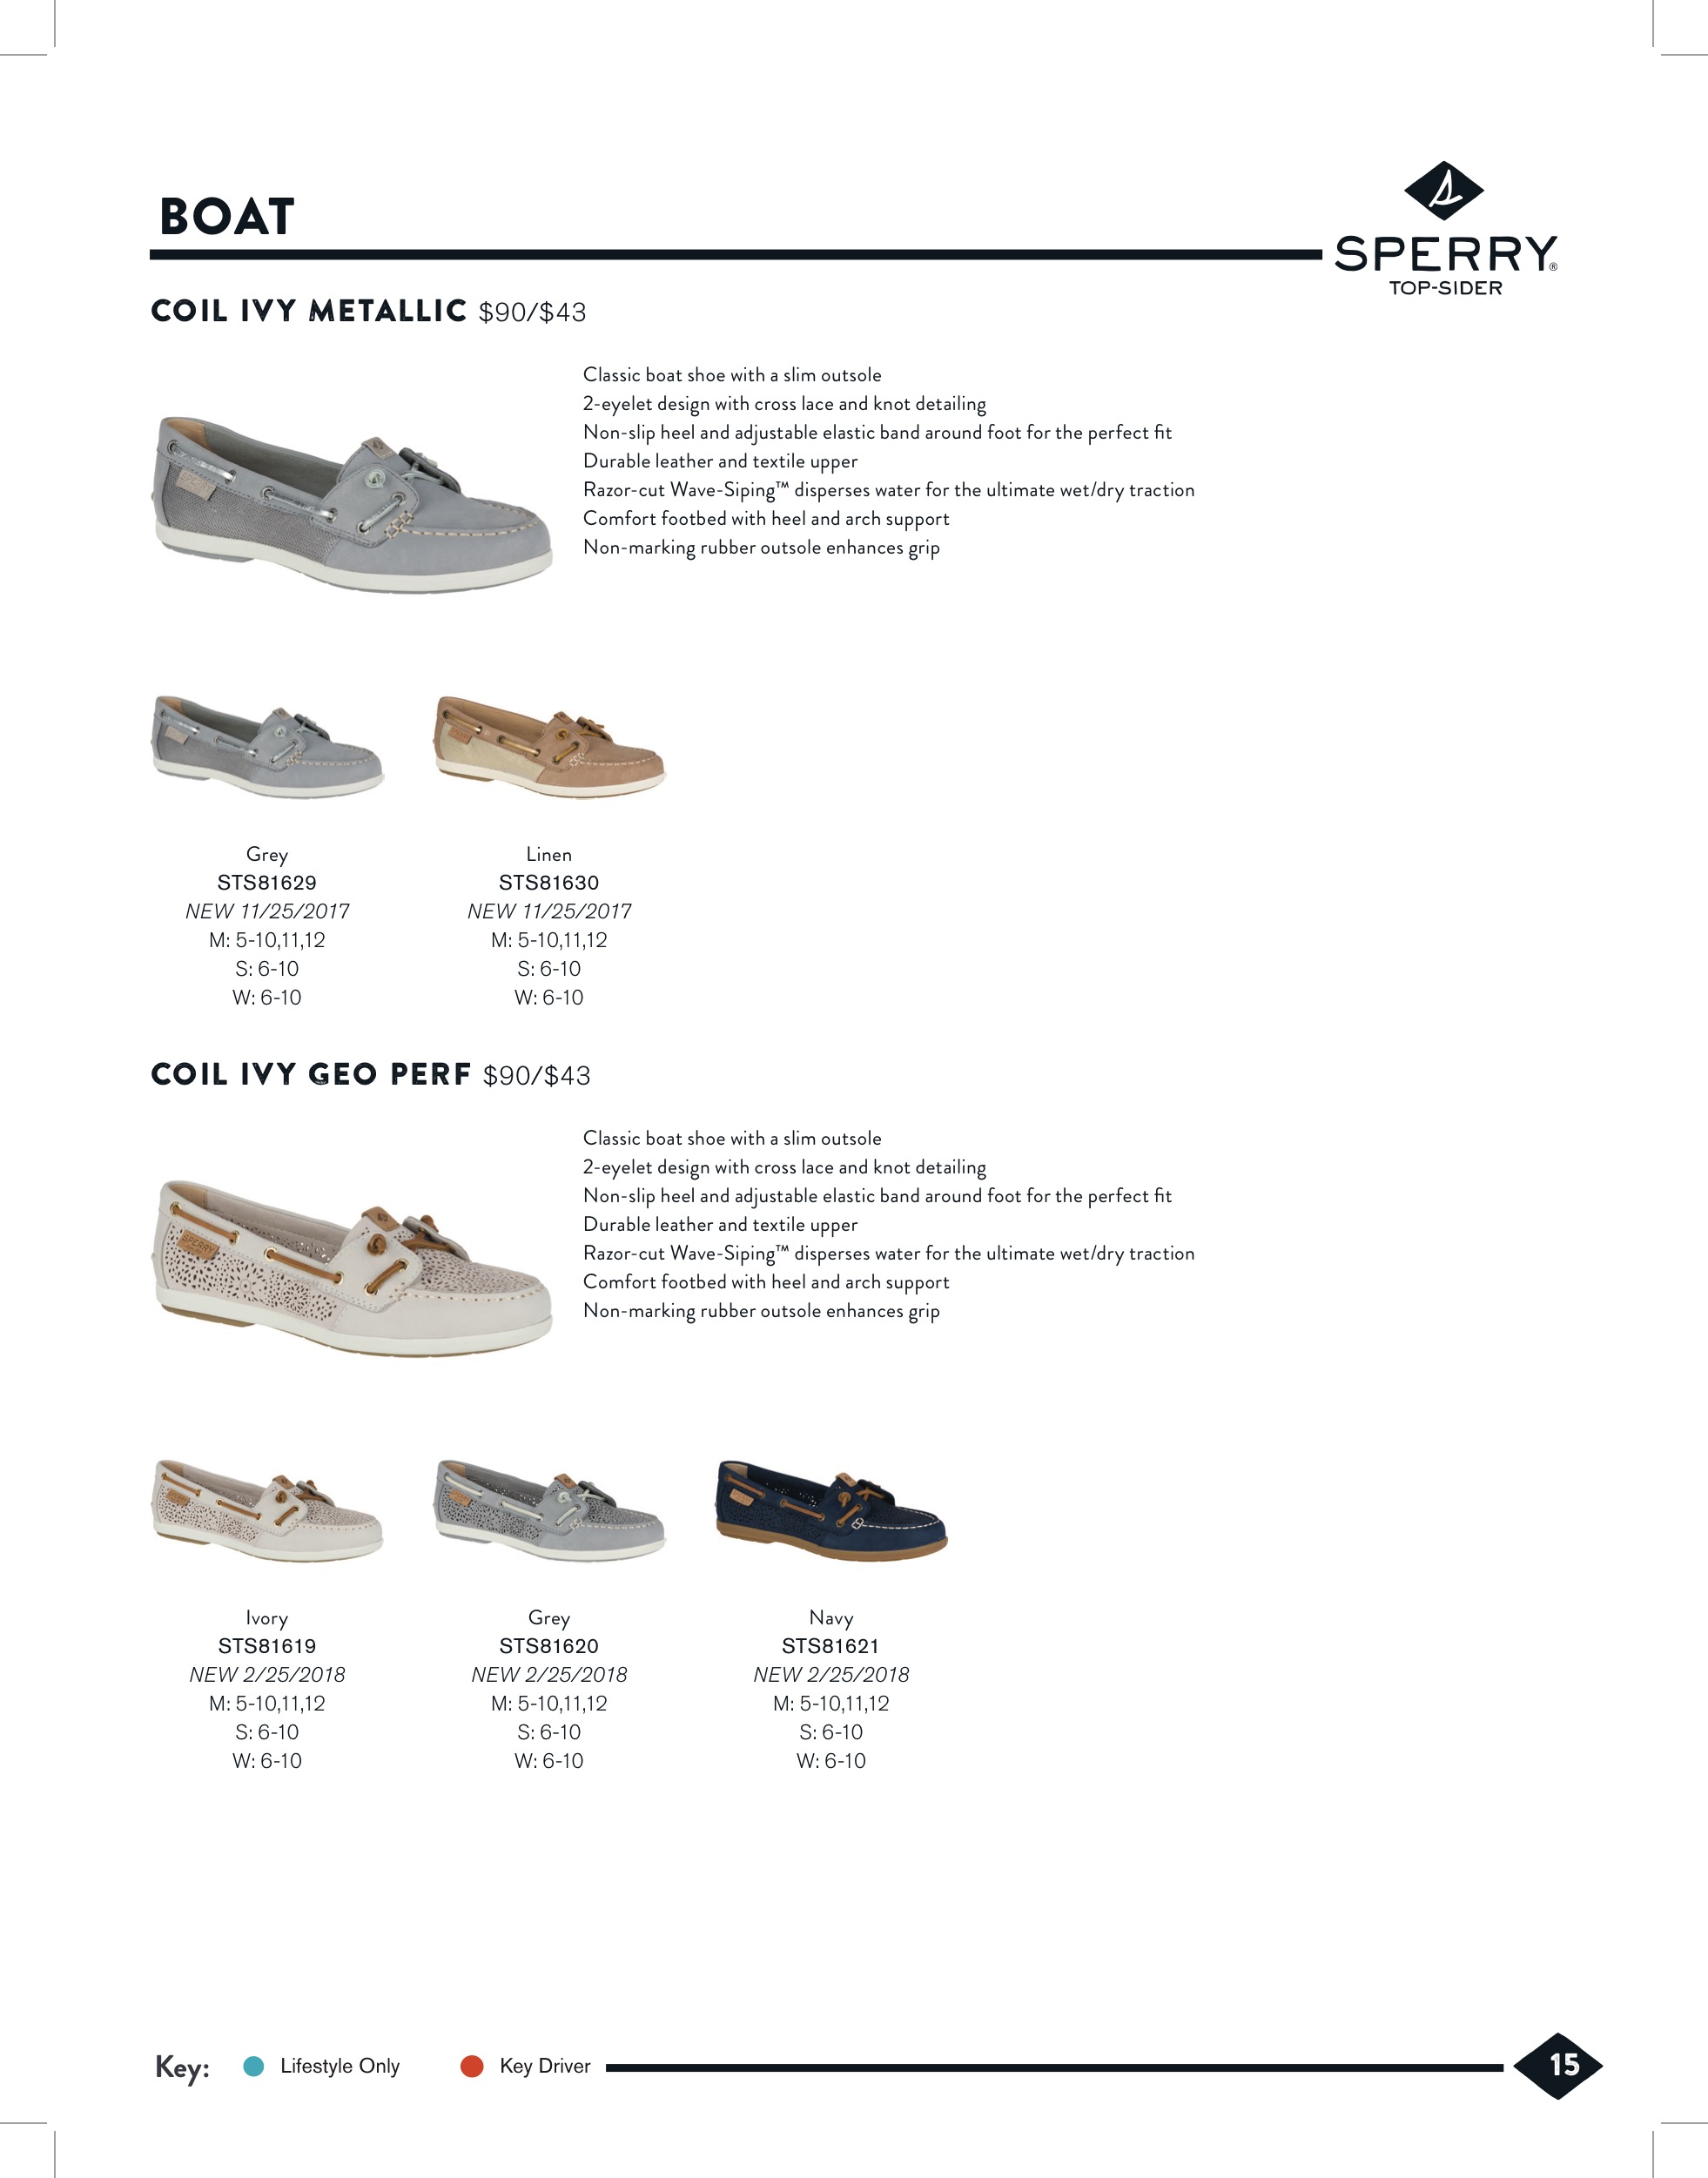 BOAT
SPERRY®
TOP-SIDER
COIL IVY METALLIC $90/$43
Classic boat shoe with a slim outsole
2-eyelet design with cross lace and knot detailing
Non-slip heel and adjustable elastic band around foot for the perfect fit
Durable leather and textile upper
Razor-cut Wave-Siping™ disperses water for the ultimate wet/dry traction
Comfort footbed with heel and arch support
Non-marking rubber outsole enhances grip
SPERRY
Grey
STS81629
NEW 11/25/2017
M: 5-10,11,12
S: 6-10
W: 6-10
Linen
STS81630
NEW 11/25/2017
M: 5-10,11,12
S: 6-10
W: 6-10
COIL IVY GEO PERF $90/$43
Classic boat shoe with a slim outsole
2-eyelet design with cross lace and knot detailing
Non-slip heel and adjustable elastic band around foot for the perfect fit
Durable leather and textile upper
Razor-cut Wave-Siping™ disperses water for the ultimate wet/dry traction
Comfort footbed with heel and arch support
Non-marking rubber outsole enhances grip
SPERRY
Ivory
STS81619
NEW 2/25/2018
M: 5-10,11,12
S: 6-10
W: 6-10
Grey
STS81620
NEW 2/25/2018
M: 5-10,11,12
S: 6-10
W: 6-10
Navy
STS81621
NEW 2/25/2018
M: 5-10,11,12
S: 6-10
W: 6-10
Key: Lifestyle Only Key Driver
15